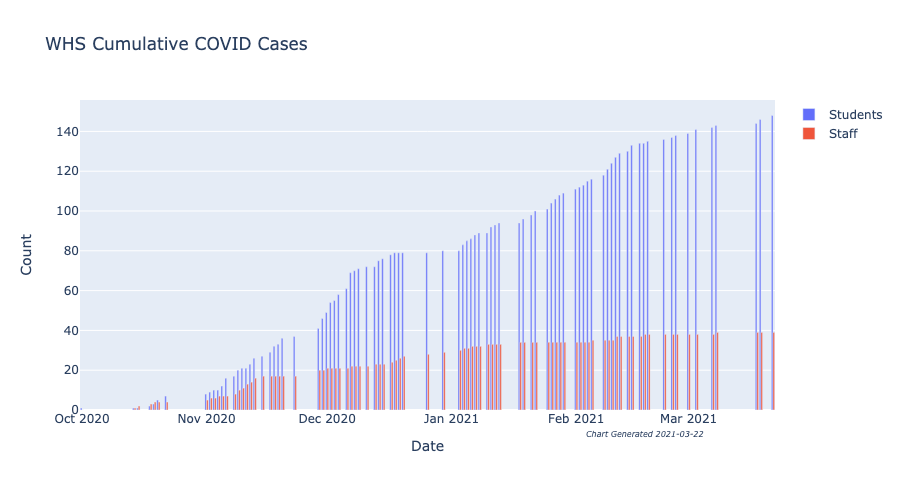 WHS Cumulative COVID Cases
Students
Staff
140
120
100
80
60
40
20
0
Count
Oct 2020 Nov 2020 Dec 2020 Jan 2021 Feb 2021 Mar 2021
Chart Generated 2021-03-22
Date